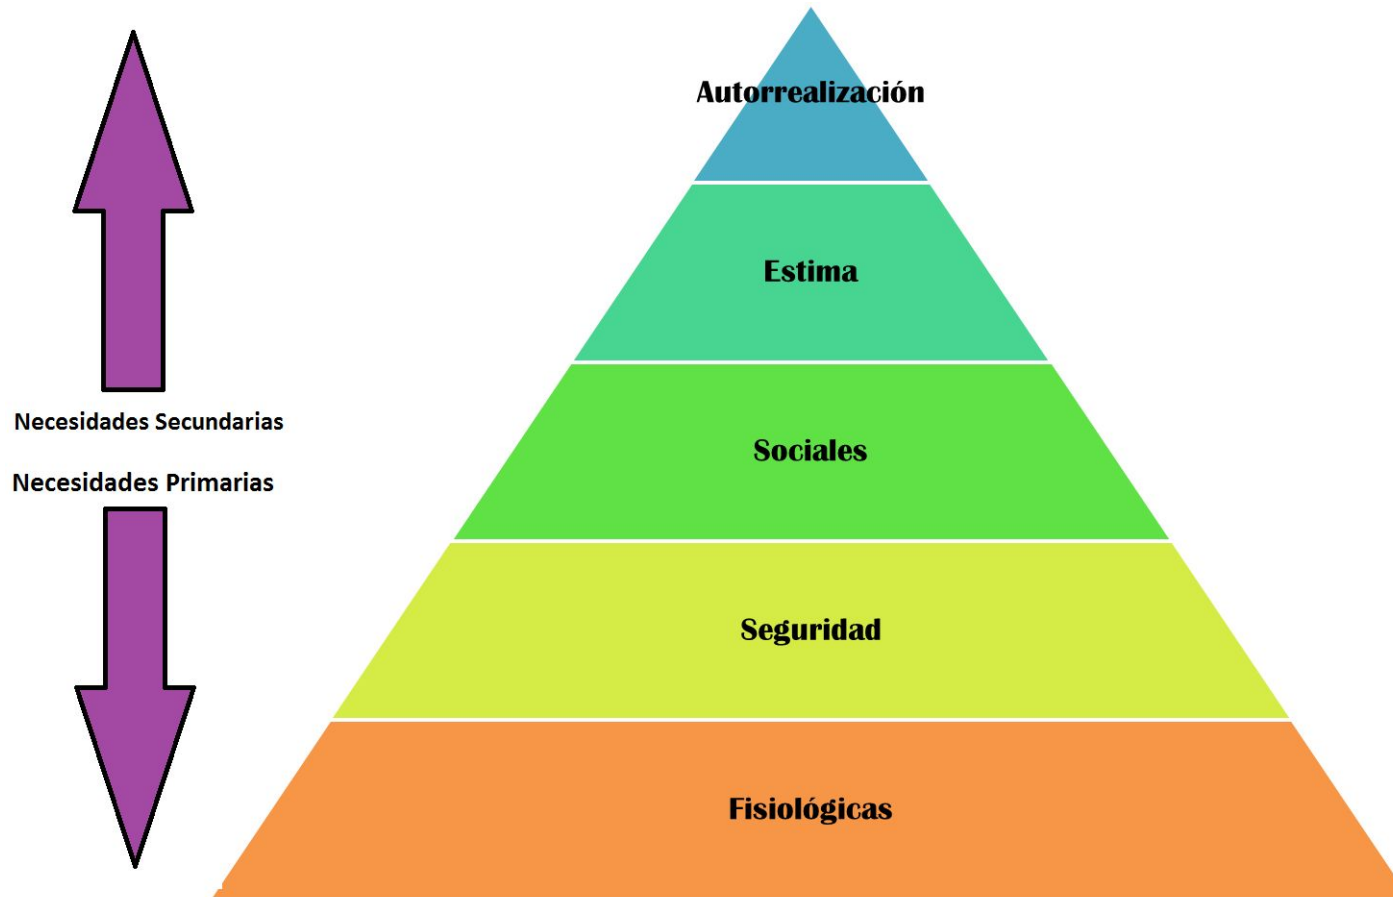 Autorrealización
Estima
Necesidades Secundarias
Sociales
Necesidades Primarias
Seguridad
Fisiológicas